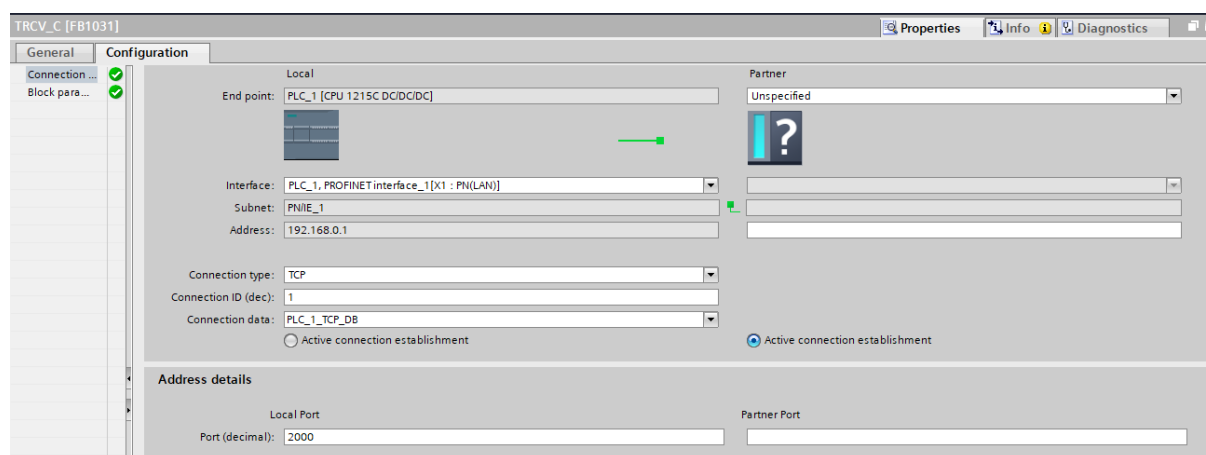 TRCV_C [FB1031]
Properties Info Diagnostics
General Configuration
Connection ...
Block para...
Local Partner
End point: PLC_1 [CPU 1215C DC/DC/DC] Unspecified
?
Interface: PLC_1, PROFINET interface_1[X1 : PN(LAN)]
Subnet: PN/IE_1
Address: 192.168.0.1
Connection type: TCP
Connection ID (dec): 1
Connection data: PLC_1_TCP_DB
Active connection establishment Active connection establishment
Address details
Local Port Partner Port
Port (decimal): 2000